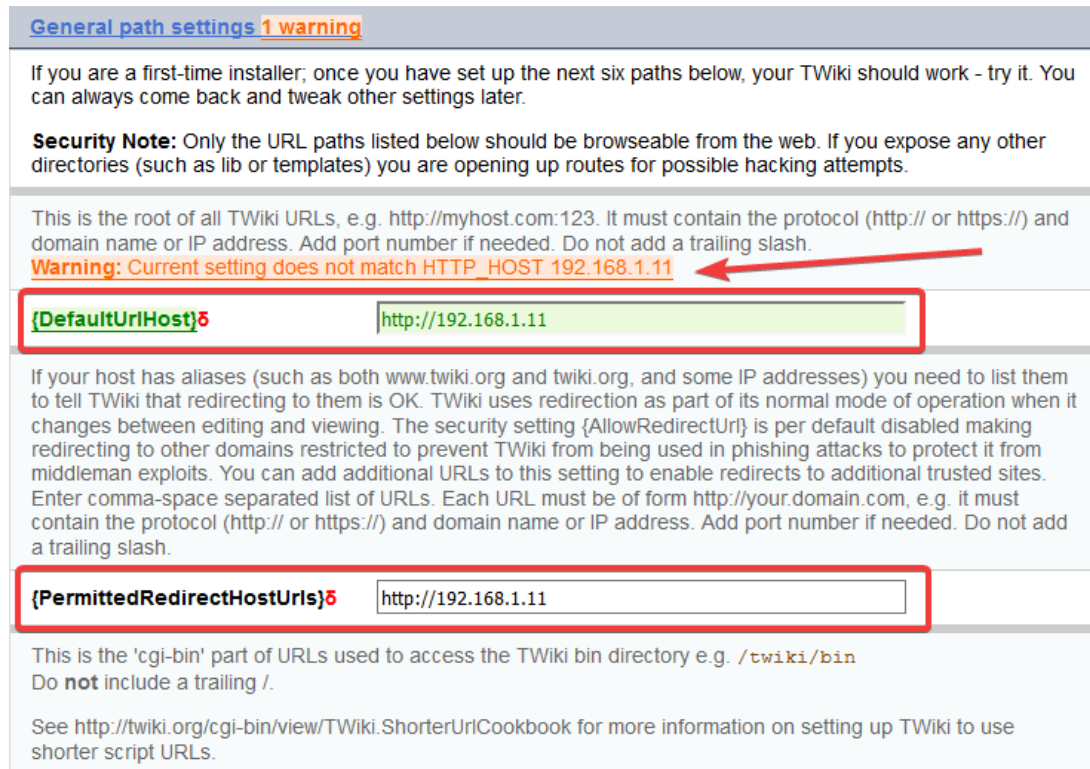 General path settings 1 warning
If you are a first-time installer; once you have set up the next six paths below, your TWiki should work - try it. You
can always come back and tweak other settings later.
Security Note: Only the URL paths listed below should be browseable from the web. If you expose any other
directories (such as lib or templates) you are opening up routes for possible hacking attempts.
This is the root of all TWiki URLs, e.g. http://myhost.com:123. It must contain the protocol (http:// or https://) and
domain name or IP address. Add port number if needed. Do not add a trailing slash.
Warning: Current setting does not match HTTP_HOST 192.168.1.11
{DefaultUrlHost}δ http://192.168.1.11
If your host has aliases (such as both www.twiki.org and twiki.org, and some IP addresses) you need to list them
to tell TWiki that redirecting to them is OK. TWiki uses redirection as part of its normal mode of operation when it
changes between editing and viewing. The security setting {AllowRedirectUrl} is per default disabled making
redirecting to other domains restricted to prevent TWiki from being used in phishing attacks to protect it from
middleman exploits. You can add additional URLs to this setting to enable redirects to additional trusted sites.
Enter comma-space separated list of URLs. Each URL must be of form http://your.domain.com, e.g. it must
contain the protocol (http:// or https://) and domain name or IP address. Add port number if needed. Do not add
a trailing slash.
{PermittedRedirectHostUrls}δ http://192.168.1.11
This is the 'cgi-bin' part of URLs used to access the TWiki bin directory e.g. /twiki/bin
Do not include a trailing /.
See http://twiki.org/cgi-bin/view/TWiki.ShorterUrlCookbook for more information on setting up TWiki to use
shorter script URLs.